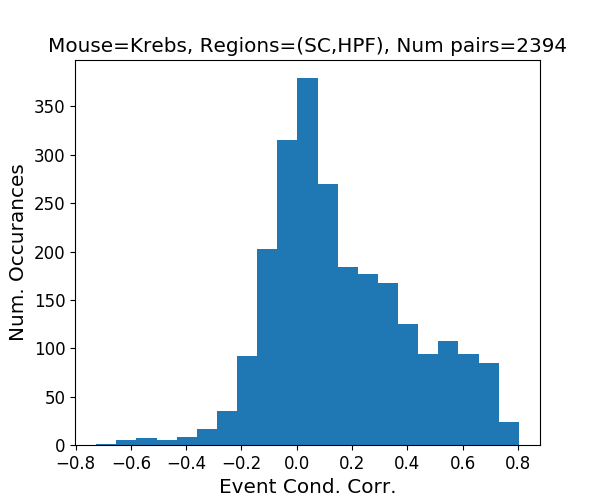 Mouse=Krebs, Regions=(SC,HPF), Num pairs=2394
Num. Occurances
350
300
250
200
150
100
50
0
−0.8 −0.6 −0.4 −0.2 0.0 0.2 0.4 0.6 0.8
Event Cond. Corr.